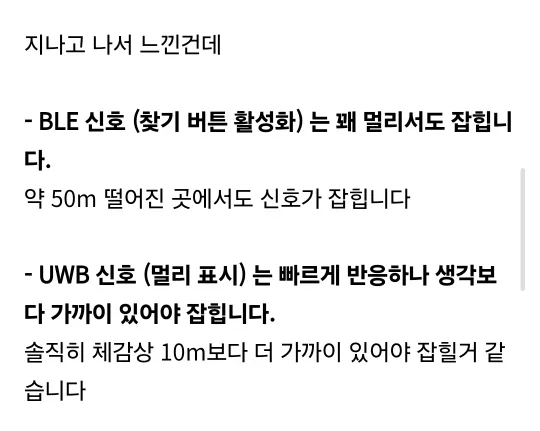 지나고 나서 느낀건데
- BLE 신호 (찾기 버튼 활성화) 는 꽤 멀리서도 잡힙니
다.
약 50m 떨어진 곳에서도 신호가 잡힙니다
- UWB 신호 (멀리 표시) 는 빠르게 반응하나 생각보
다 가까이 있어야 잡힙니다.
솔직히 체감상 10m보다 더 가까이 있어야 잡힐거 같
습니다